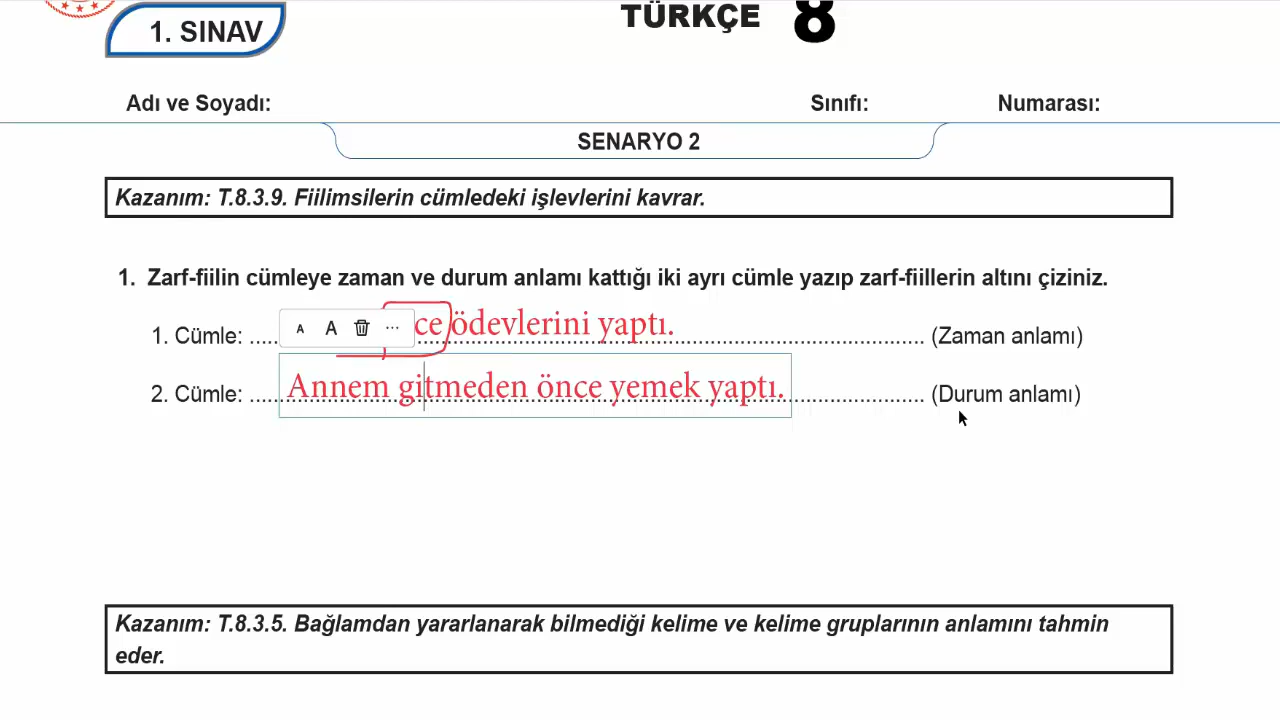 1. SINAV
TÜRKÇE 8
Adı ve Soyadı: Sınıfı: Numarası:
SENARYO 2
Kazanım: T.8.3.9. Fiilimsilerin cümledeki işlevlerini kavrar.
1. Zarf-fiilin cümleye zaman ve durum anlamı kattığı iki ayrı cümle yazıp zarf-fiillerin altını çiziniz.
A A ...
1. Cümle: ..... ödevlerini yaptı. (Zaman anlamı)
2. Cümle: ..... Annem gitmeden önce yemek yaptı. (Durum anlamı)
Kazanım: T.8.3.5. Bağlamdan yararlanarak bilmediği kelime ve kelime gruplarının anlamını tahmin
eder.